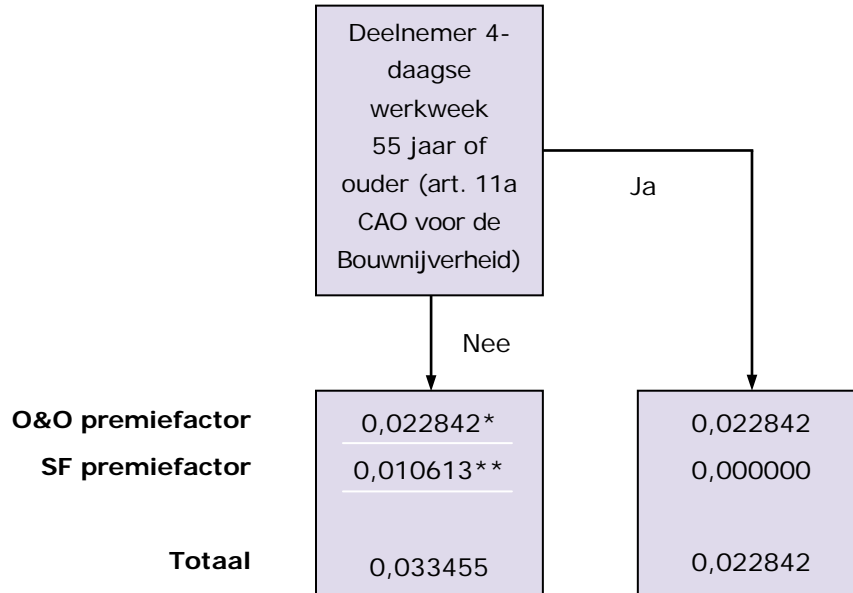 Deelnemer 4-
daagse
werkweek
55 jaar of
ouder (art. 11a
CAO voor de
Bouwnijverheid)
Ja
Nee
O&O premiefactor 0,022842* 0,022842
SF premiefactor 0,010613** 0,000000
Totaal 0,033455 0,022842